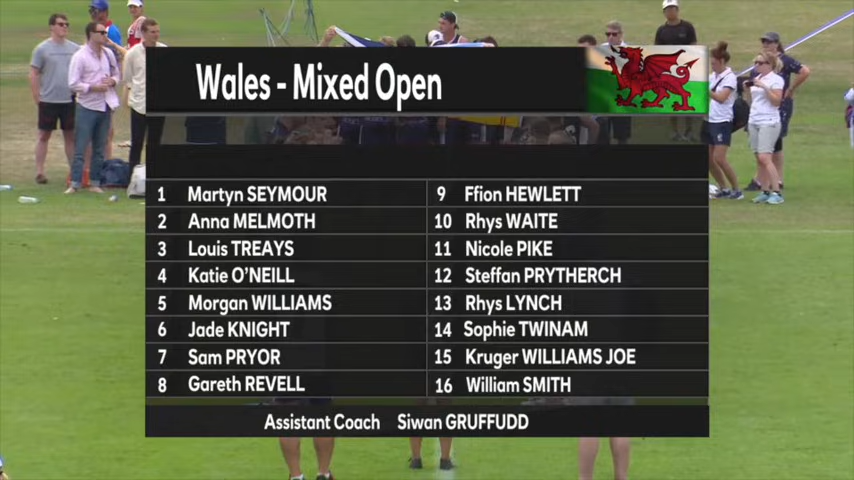 Wales - Mixed Open
1 Martyn SEYMOUR
2 Anna MELMOTH
3 Louis TREAYS
4 Katie O'NEILL
5 Morgan WILLIAMS
6 Jade KNIGHT
7 Sam PRYOR
8 Gareth REVELL
9 Ffion HEWLETT
10 Rhys WAITE
11 Nicole PIKE
12 Steffan PRYTHERCH
13 Rhys LYNCH
14 Sophie TWINAM
15 Kruger WILLIAMS JOE
16 William SMITH
Assistant Coach Siwan GRUFFUDD